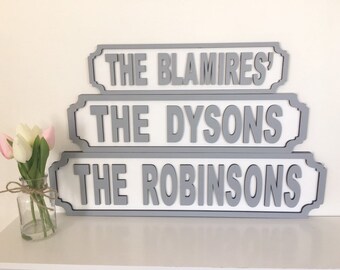 THE BLAMIRES'
THE DYSONS
THE ROBINSONS